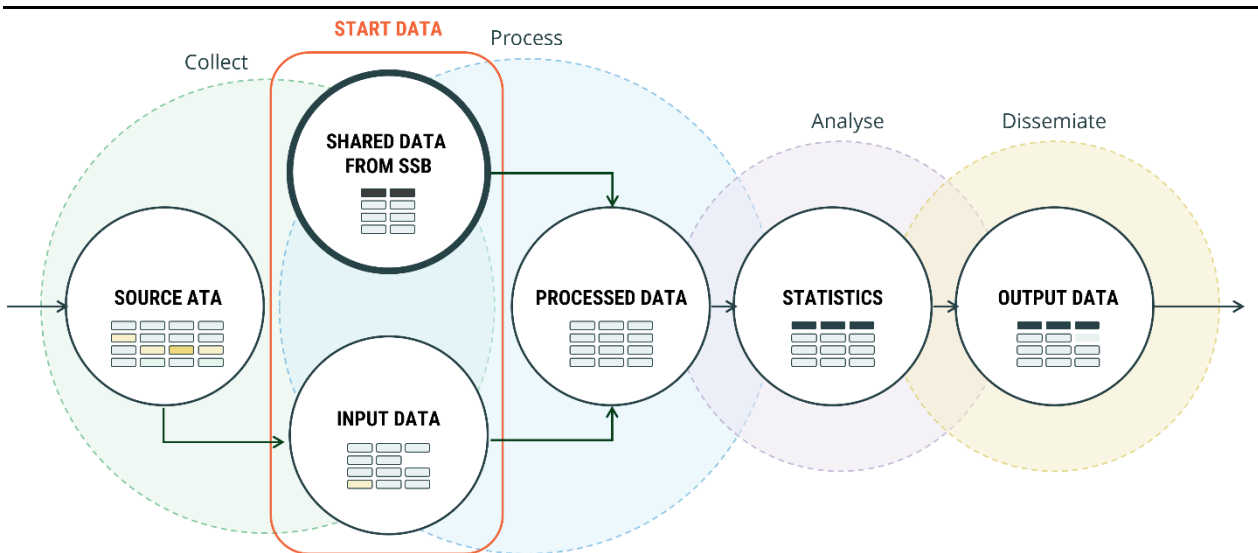 START DATA
Collect
Process
SHARED DATA
FROM SSB
Analyse
Dissemiate
SOURCE ATA
PROCESSED DATA
STATISTICS
OUTPUT DATA
INPUT DATA